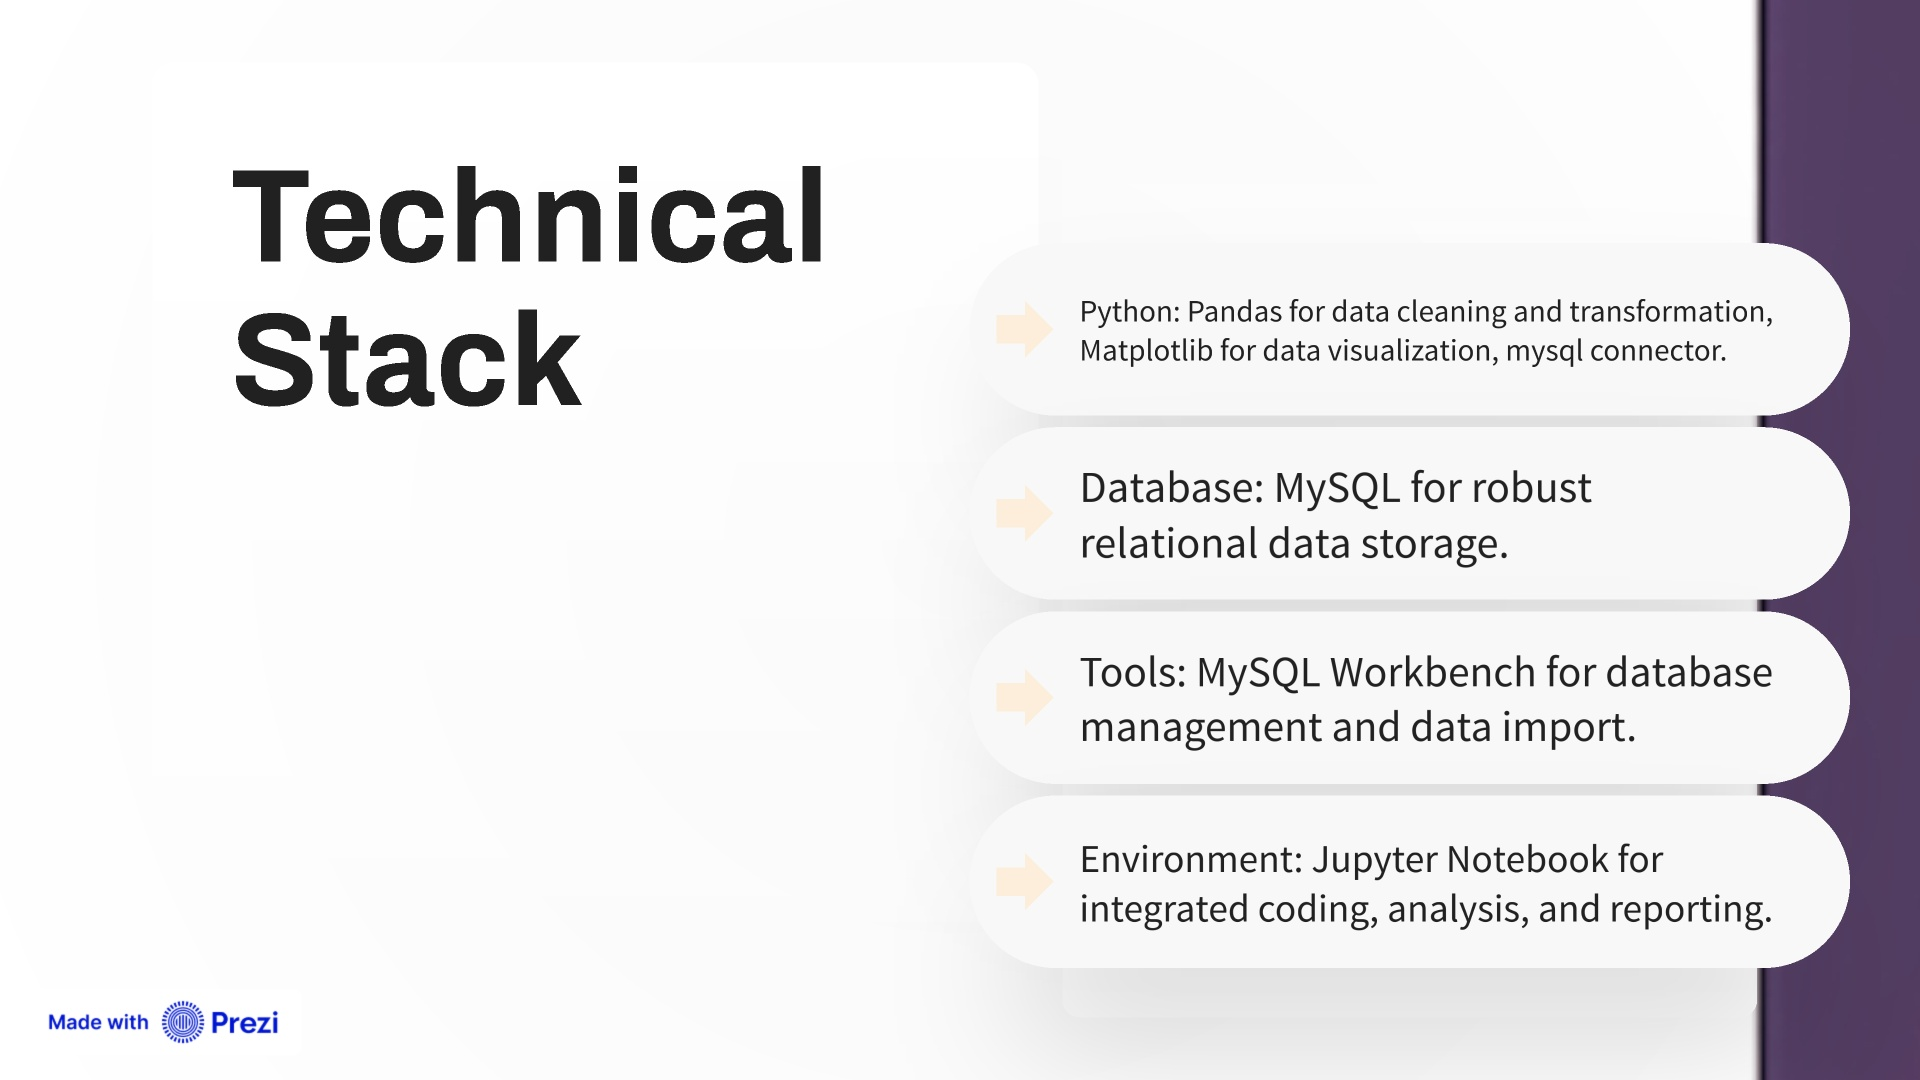 Technical
Stack
Python: Pandas for data cleaning and transformation,
Matplotlib for data visualization, mysql connector.
Database: MySQL for robust
relational data storage.
Tools: MySQL Workbench for database
management and data import.
Environment: Jupyter Notebook for
integrated coding, analysis, and reporting.
Made with Prezi